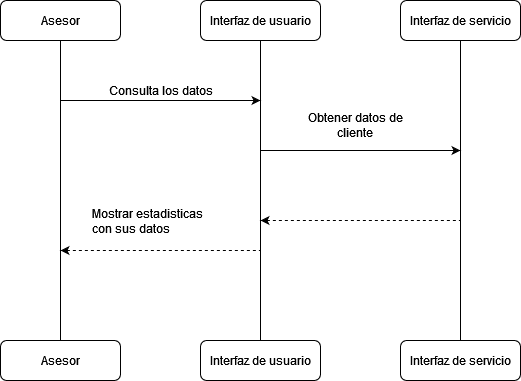 Asesor
Interfaz de usuario
Interfaz de servicio
Consulta los datos
Obtener datos de
cliente
Mostrar estadisticas
con sus datos
Asesor
Interfaz de usuario
Interfaz de servicio